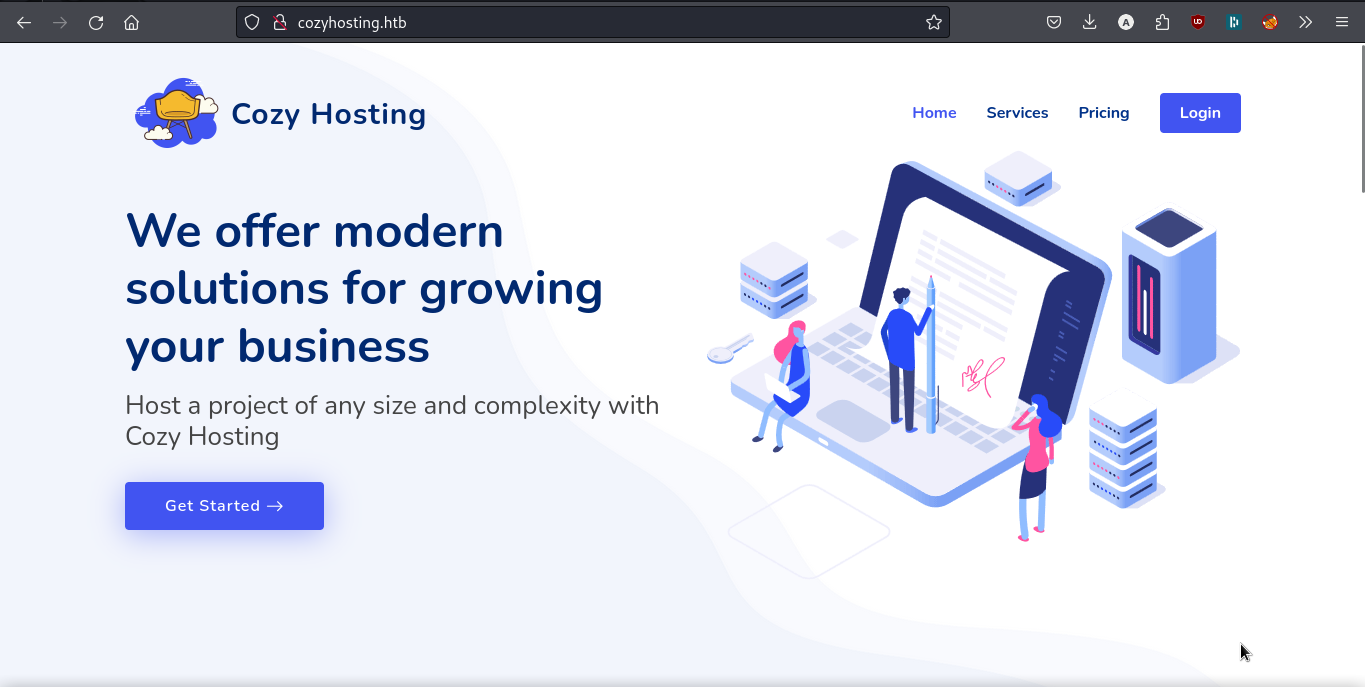 cozyhosting.htb
Cozy Hosting
Home Services Pricing Login
We offer modern
solutions for growing
your business
Host a project of any size and complexity with
Cozy Hosting
Get Started →